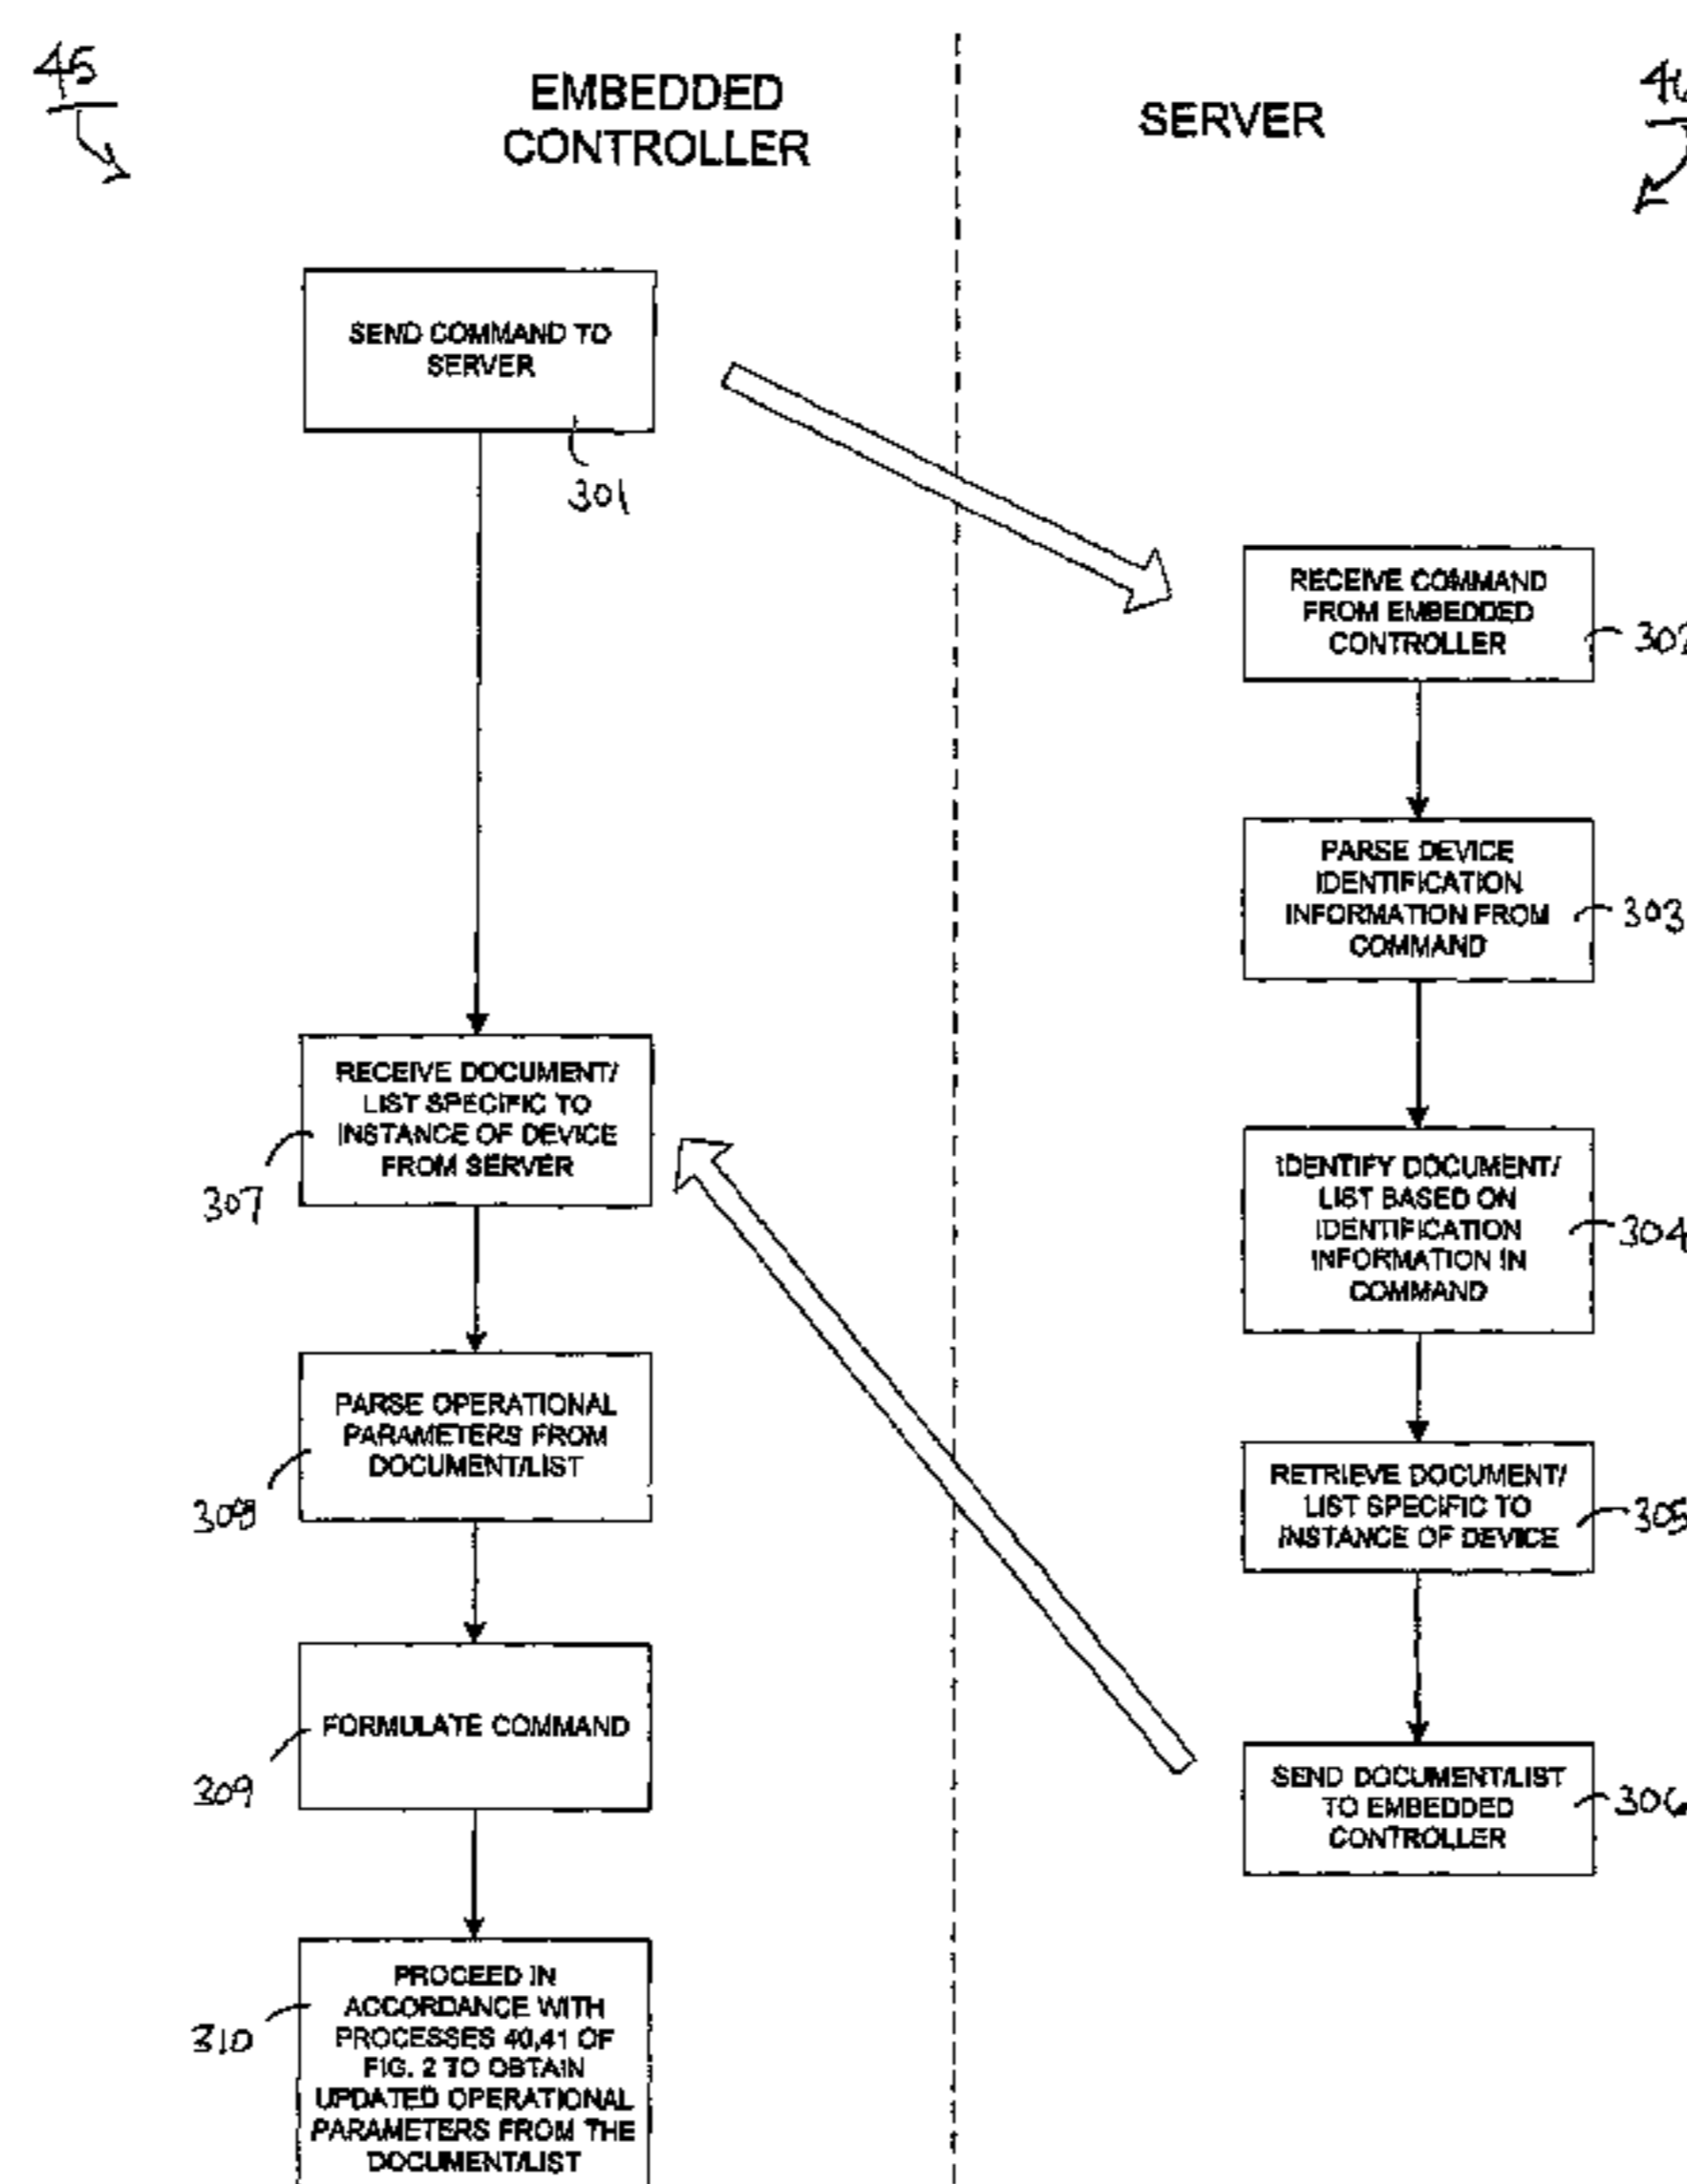 45
EMBEDDED
CONTROLLER
SERVER
SEND COMMAND TO
SERVER
301
RECEIVE COMMAND
FROM EMBEDDED
CONTROLLER
302
PARSE DEVICE
IDENTIFICATION
INFORMATION FROM
COMMAND
303
RECEIVE DOCUMENT/
LIST SPECIFIC TO
INSTANCE OF DEVICE
FROM SERVER
307
IDENTIFY DOCUMENT/
LIST BASED ON
IDENTIFICATION
INFORMATION IN
COMMAND
304
PARSE OPERATIONAL
PARAMETERS FROM
DOCUMENT/LIST
308
RETRIEVE DOCUMENT/
LIST SPECIFIC TO
INSTANCE OF DEVICE
305
FORMULATE COMMAND
309
SEND DOCUMENT/LIST
TO EMBEDDED
CONTROLLER
306
PROCEED IN
ACCORDANCE WITH
PROCESSES 40,41 OF
FIG. 2 TO OBTAIN
UPDATED OPERATIONAL
PARAMETERS FROM THE
DOCUMENT/LIST
310